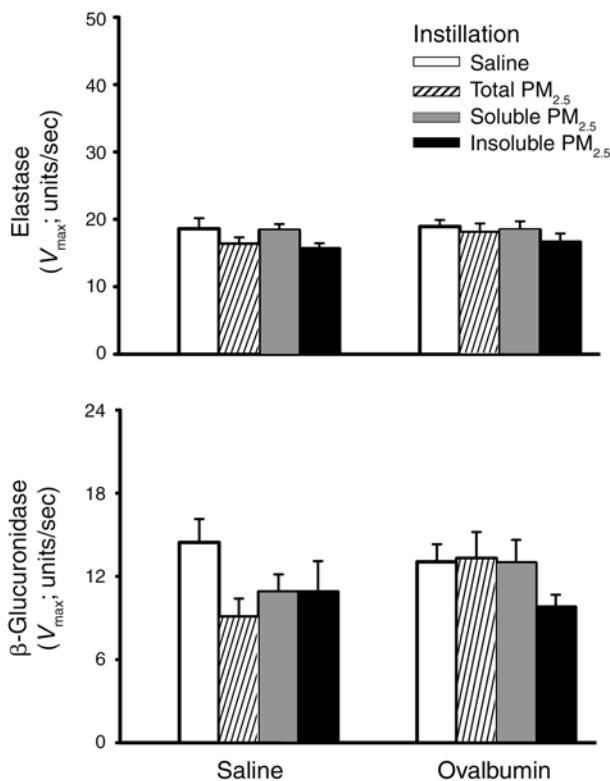 Instillation
Saline
Total PM2.5
Soluble PM2.5
Insoluble PM2.5
Elastase
(Vmax; units/sec)
50
40
30
20
10
0
β-Glucuronidase
(Vmax; units/sec)
24
18
12
6
0
Saline
Ovalbumin